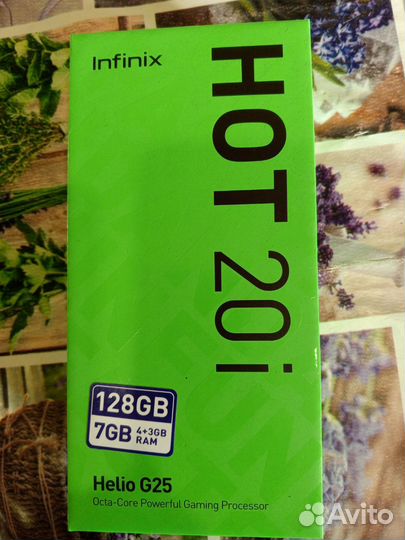 Infinix
HOT 20i
128GB
7GB 4+3GB RAM
Helio G25
Octa-Core Powerful Gaming Processor
Avito